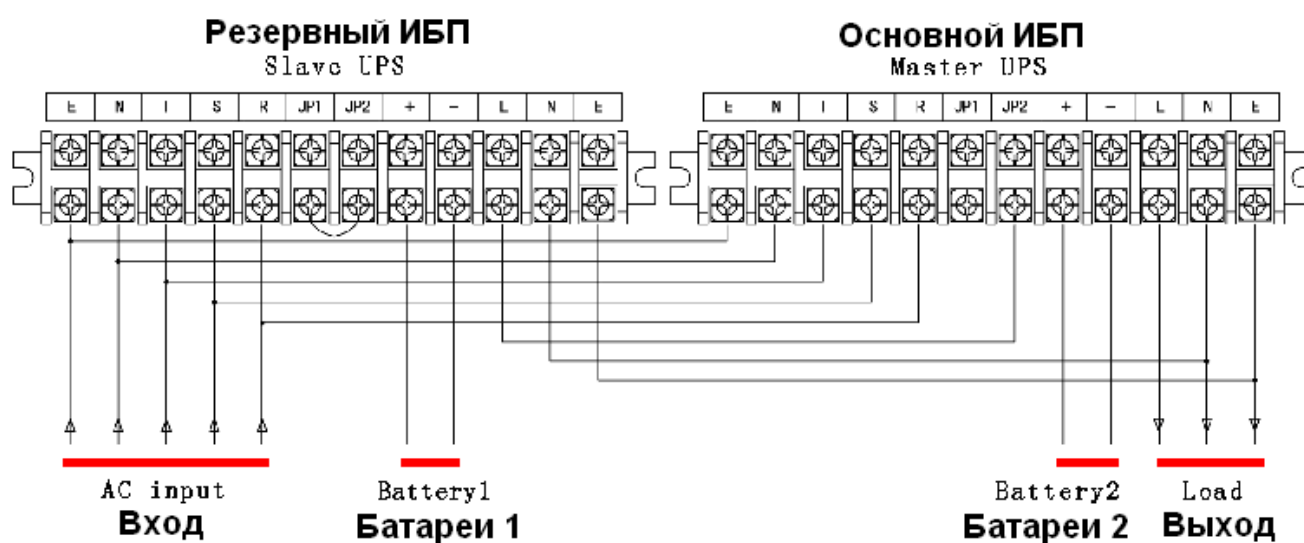 Резервный ИБП
Slave UPS
Основной ИБП
Master UPS
E N T S R JP1 JP2 + − L N E
E N T S R JP1 JP2 + − L N E
AC input
Вход
Battery1
Батареи 1
Battery2
Батареи 2
Load
Выход